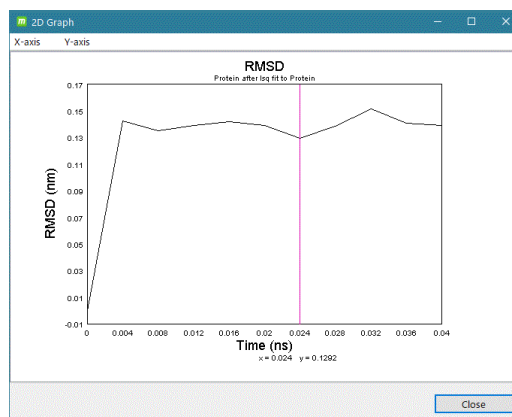 2D Graph
X-axis Y-axis
RMSD
Protein after lsq fit to Protein
RMSD (nm)
0.17
0.15
0.13
0.11
0.09
0.07
0.05
0.03
0.01
-0.01
0 0.004 0.008 0.012 0.016 0.02 0.024 0.028 0.032 0.036 0.04
Time (ns)
x = 0.024 y = 0.1292
Close